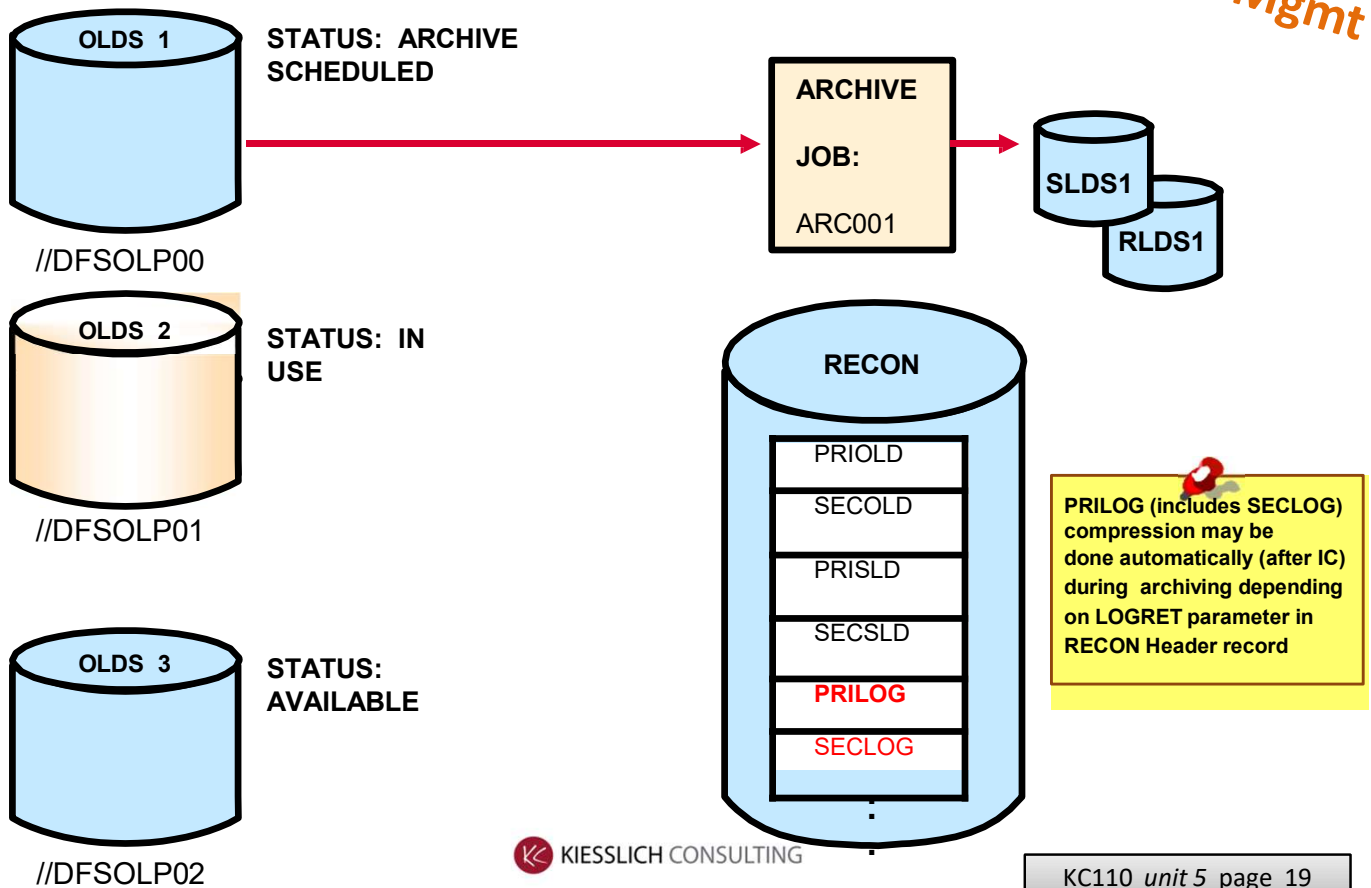 Mgmt
OLDS 1
STATUS: ARCHIVE
SCHEDULED
//DFSOLP00
ARCHIVE
JOB:
ARC001
SLDS1
RLDS1
OLDS 2
STATUS: IN
USE
//DFSOLP01
RECON
PRIOLD
SECOLD
PRISLD
SECSLD
PRILOG
SECLOG
:
PRILOG (includes SECLOG)
compression may be
done automatically (after IC)
during archiving depending
on LOGRET parameter in
RECON Header record
OLDS 3
STATUS:
AVAILABLE
//DFSOLP02
KC KIESSLICH CONSULTING
KC110 unit 5 page 19